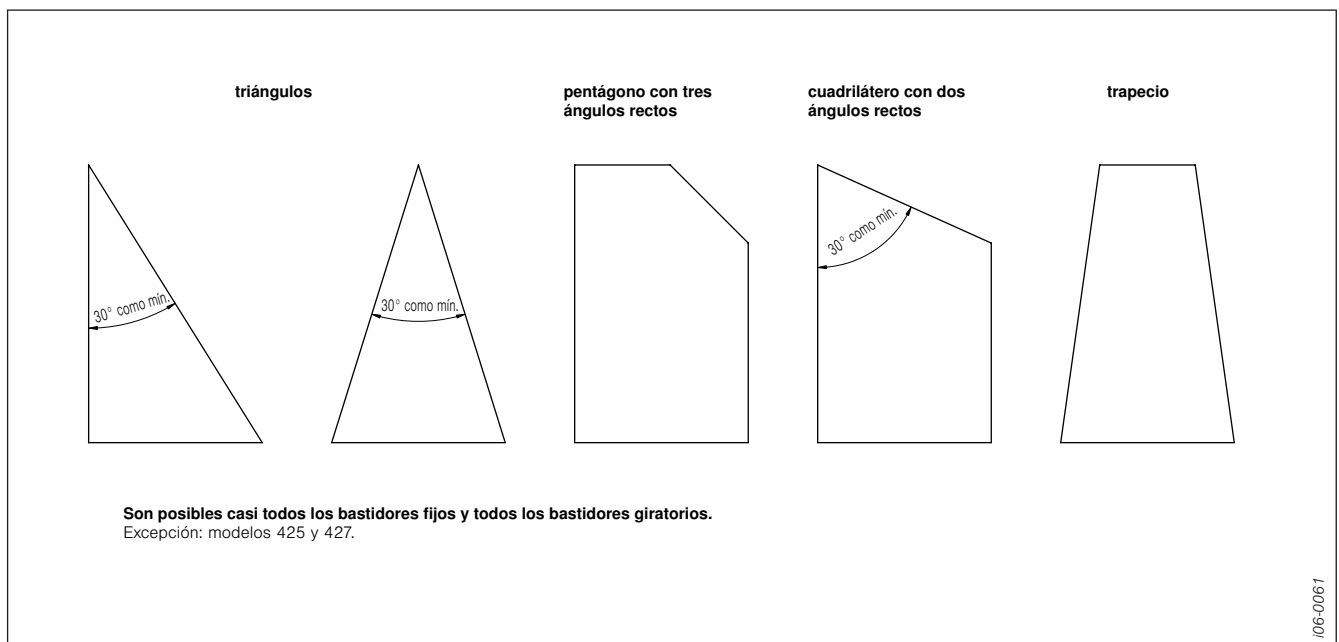 triángulos
pentágono con tres
ángulos rectos
cuadrilátero con dos
ángulos rectos
trapecio
30° como mín.
30° como mín.
30° como mín.
Son posibles casi todos los bastidores fijos y todos los bastidores giratorios.
Excepción: modelos 425 y 427.
i06-0061